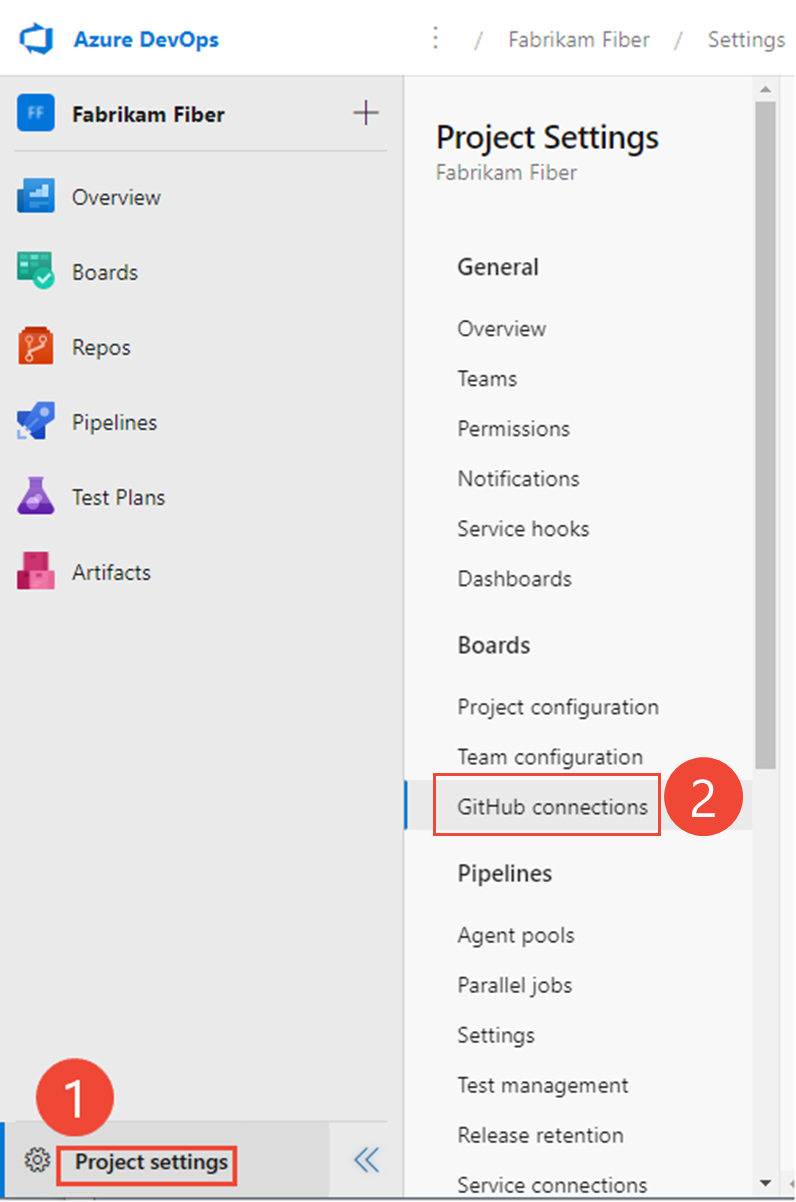 Azure DevOps
/ Fabrikam Fiber / Settings
FF Fabrikam Fiber
Overview
Boards
Repos
Pipelines
Test Plans
Artifacts
1
Project settings
Project Settings
Fabrikam Fiber
General
Overview
Teams
Permissions
Notifications
Service hooks
Dashboards
Boards
Project configuration
Team configuration
GitHub connections 2
Pipelines
Agent pools
Parallel jobs
Settings
Test management
Release retention
Service connections